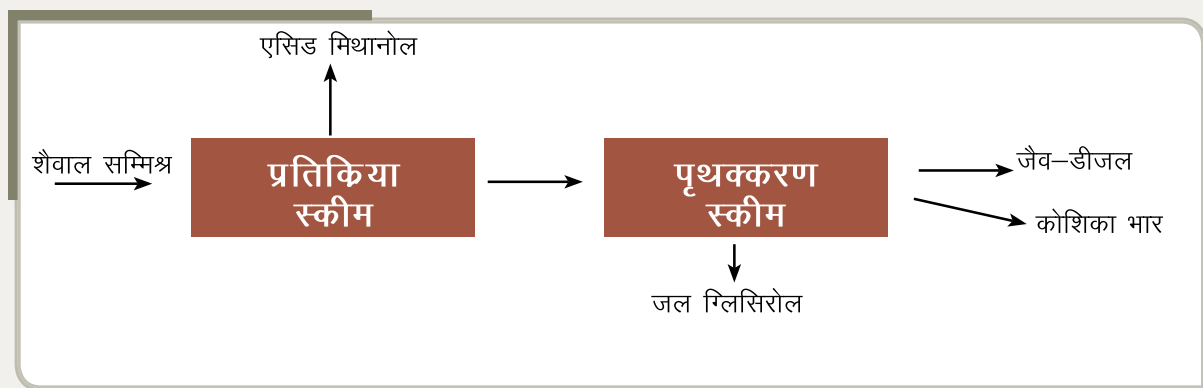 एसिड मिथानोल
शैवाल सम्मिश्र
प्रतिक्रिया
स्कीम
पृथक्करण
स्कीम
जैव–डीजल
कोशिका भार
जल ग्लिसिरोल